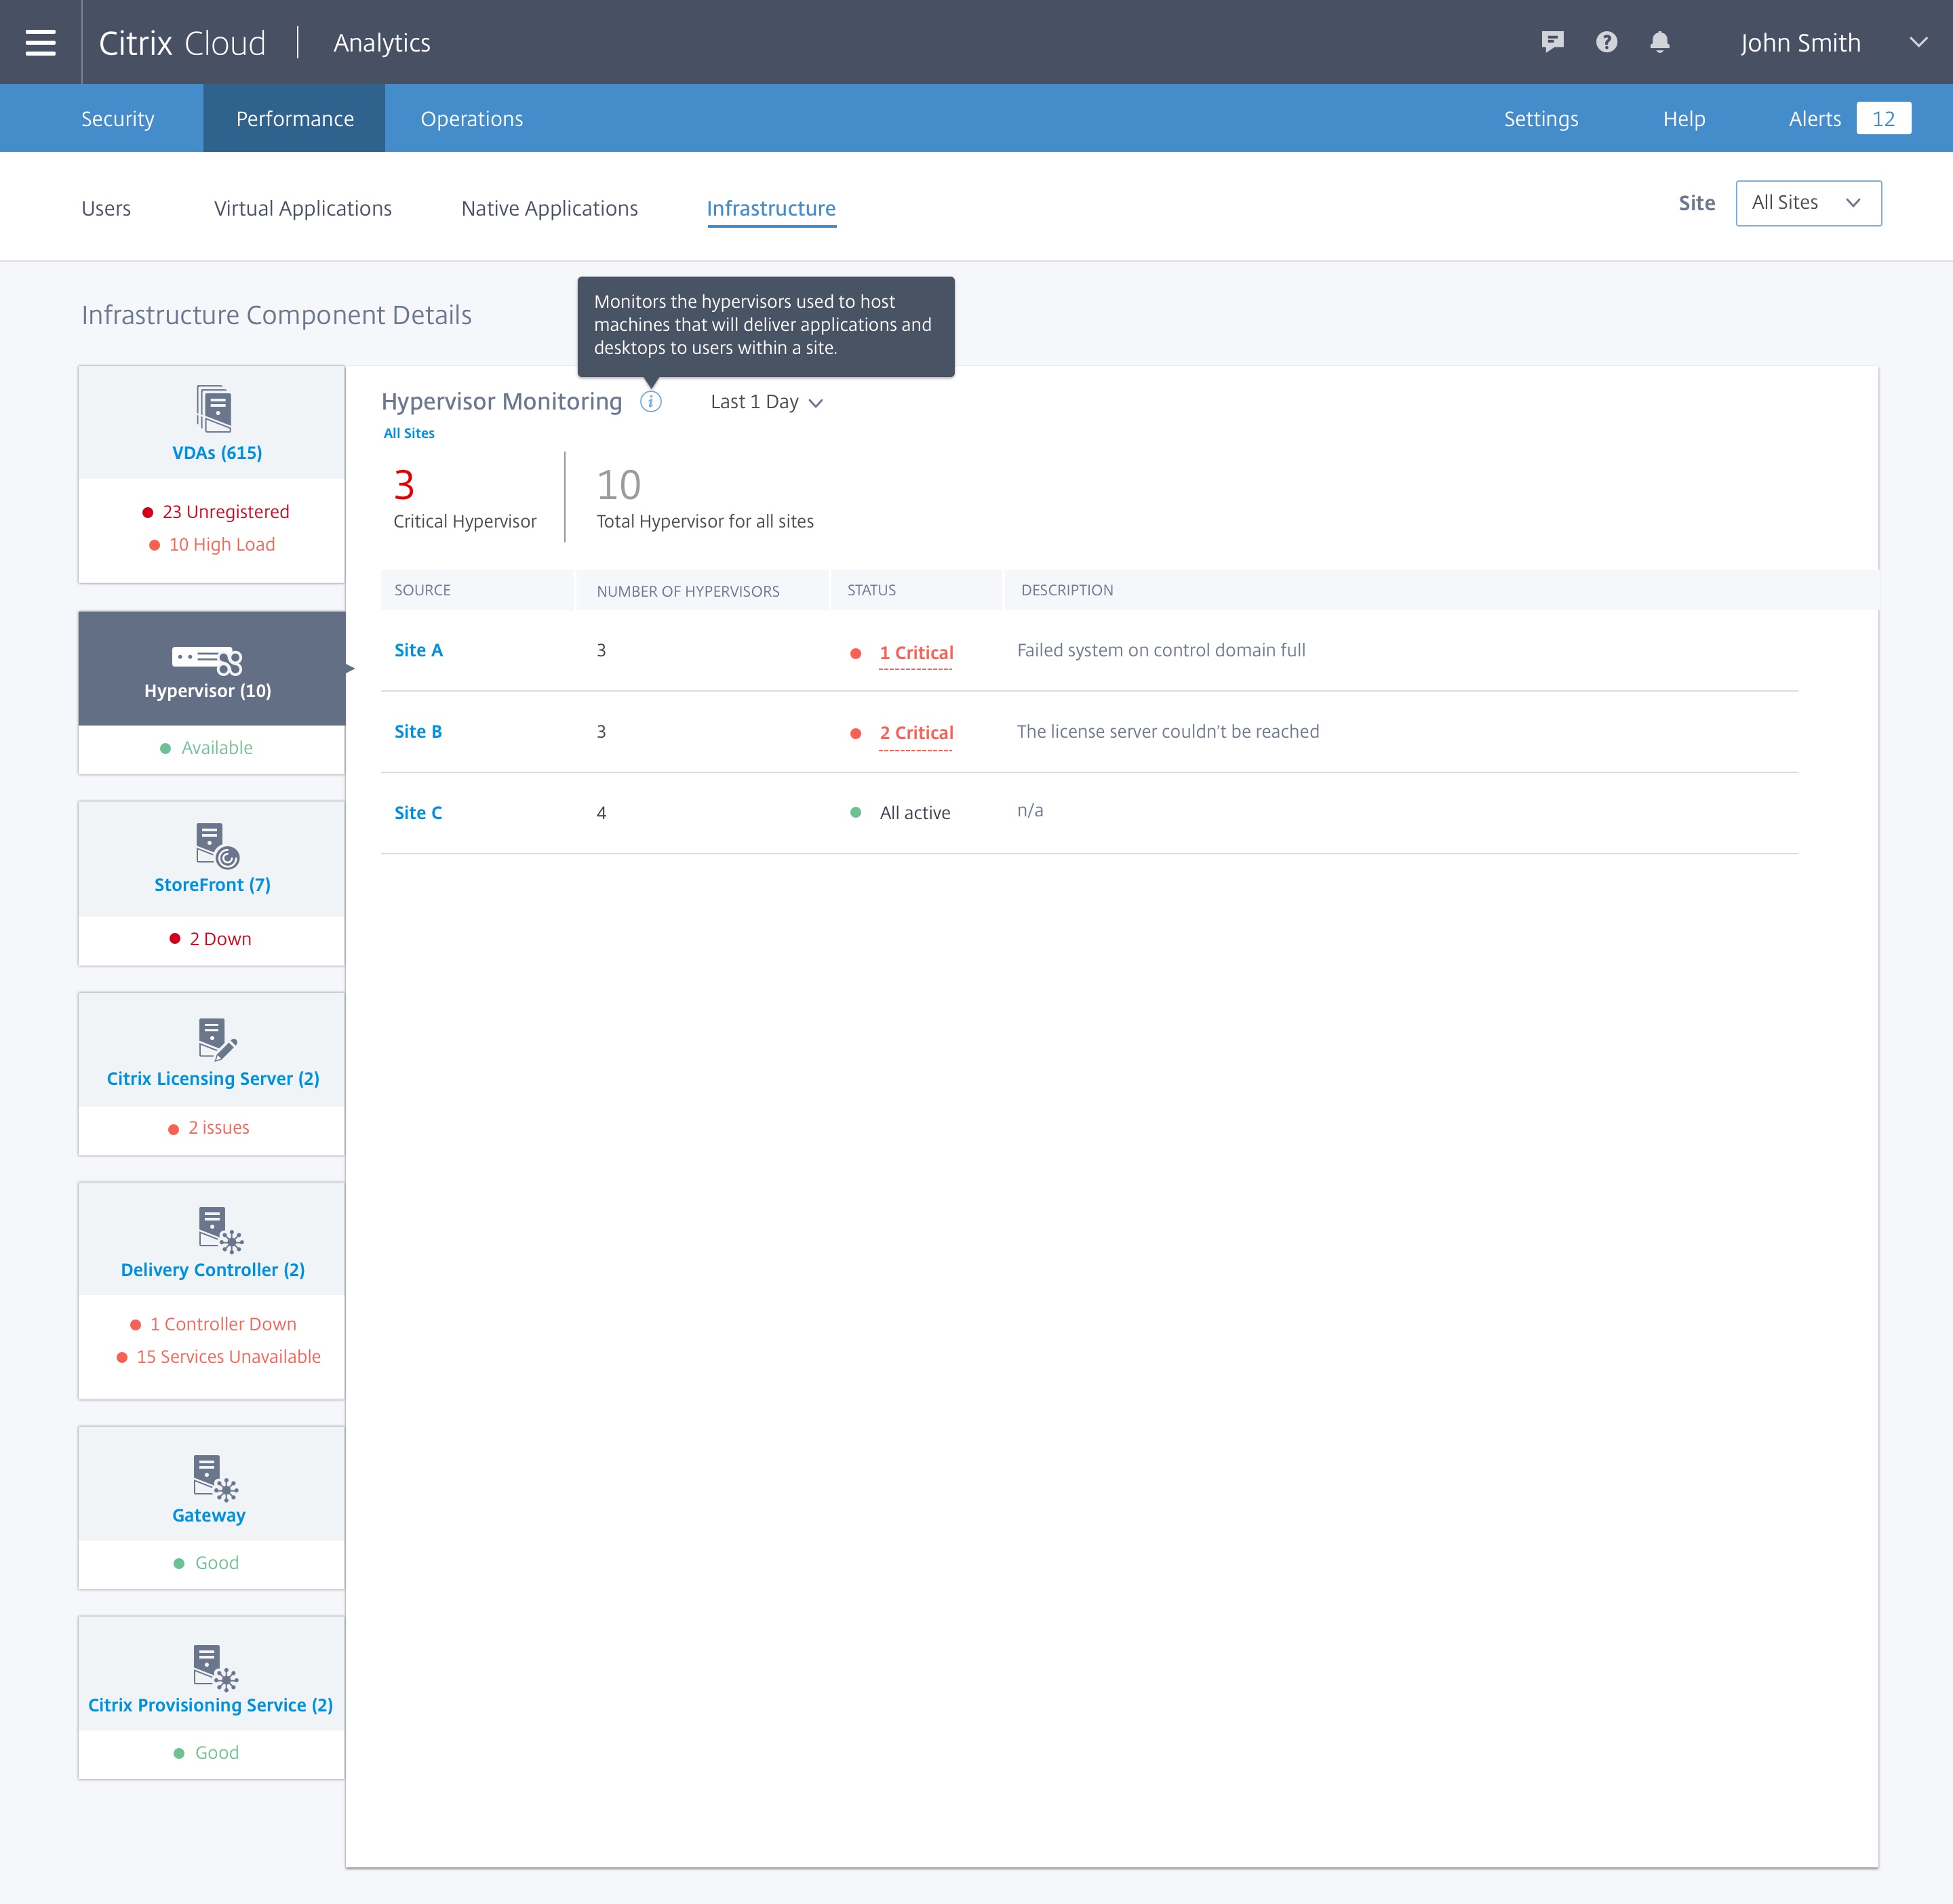 Citrix Cloud | Analytics
John Smith
Security
Performance
Operations
Settings
Help
Alerts
12
Users
Virtual Applications
Native Applications
Infrastructure
Site
All Sites
Infrastructure Component Details
Monitors the hypervisors used to host
machines that will deliver applications and
desktops to users within a site.
VDAs (615)
23 Unregistered
10 High Load
Hypervisor (10)
Available
StoreFront (7)
2 Down
Citrix Licensing Server (2)
2 issues
Delivery Controller (2)
1 Controller Down
15 Services Unavailable
Gateway
Good
Citrix Provisioning Service (2)
Good
Hypervisor Monitoring
Last 1 Day
All Sites
3
Critical Hypervisor
10
Total Hypervisor for all sites
SOURCE
NUMBER OF HYPERVISORS
STATUS
DESCRIPTION
Site A
3
1 Critical
Failed system on control domain full
Site B
3
2 Critical
The license server couldn't be reached
Site C
4
All active
n/a